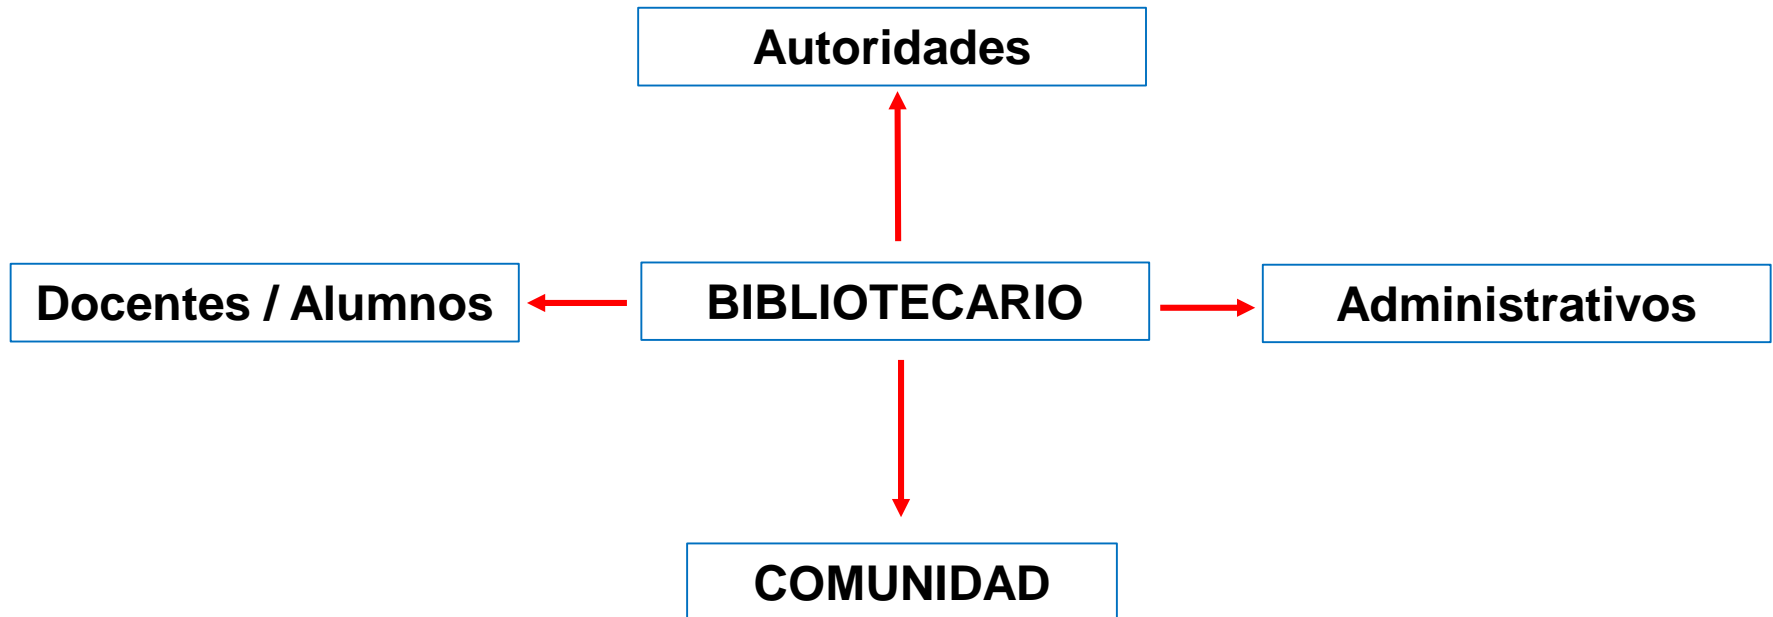 Autoridades
Docentes / Alumnos
BIBLIOTECARIO
Administrativos
COMUNIDAD